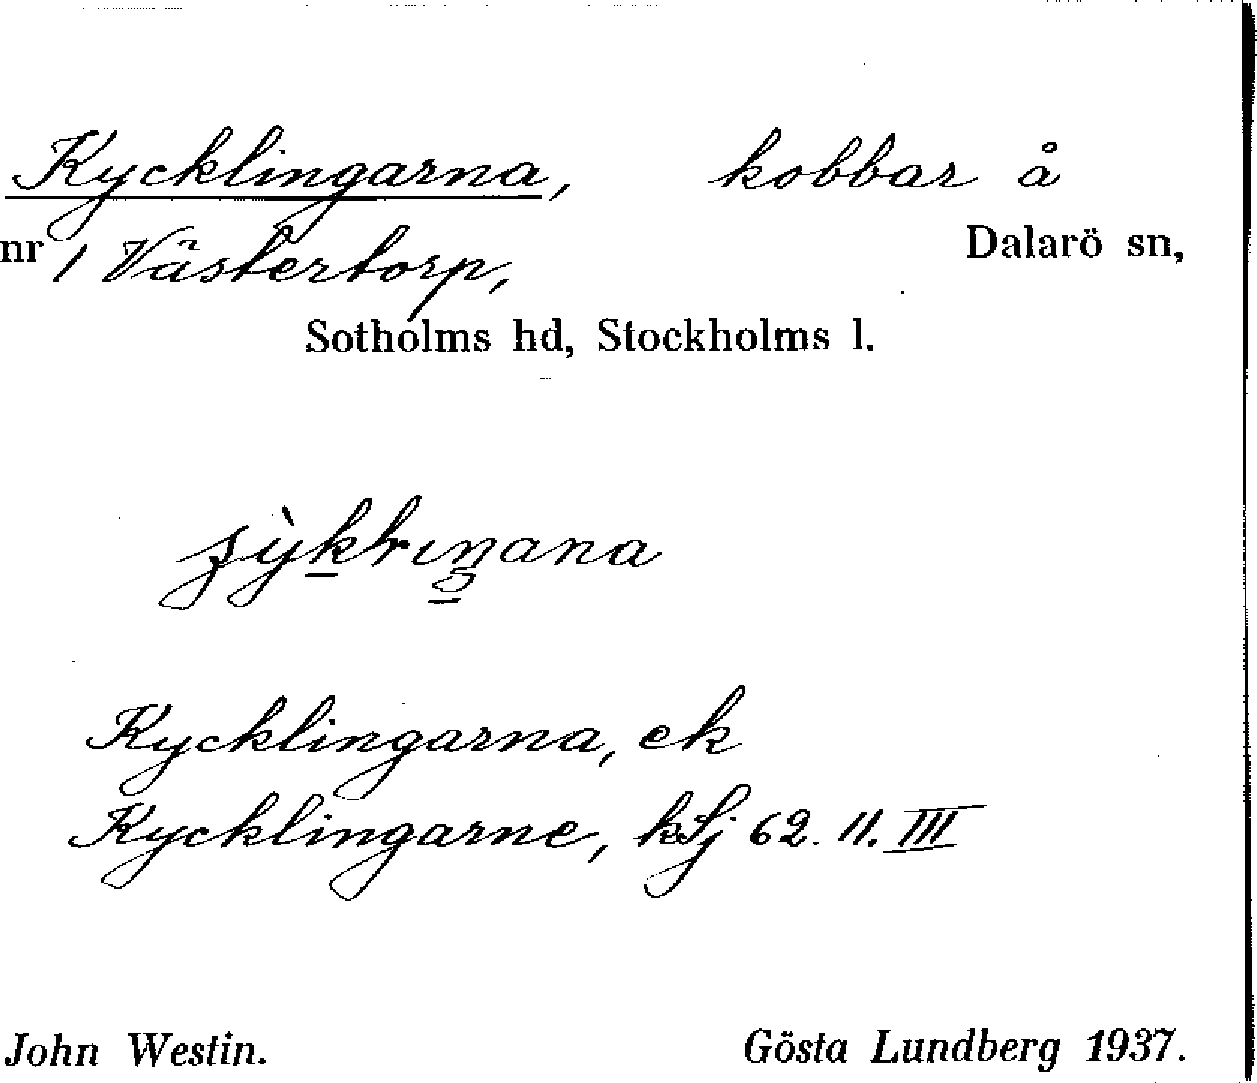 Kycklingarna, kobbar å
nr 1 Västertorp, Dalarö sn,
Sotholms hd, Stockholms l.
Kycklingarna, ek
Kycklingarne, kSj 62. 11. III
John Westin. Gösta Lundberg 1937.